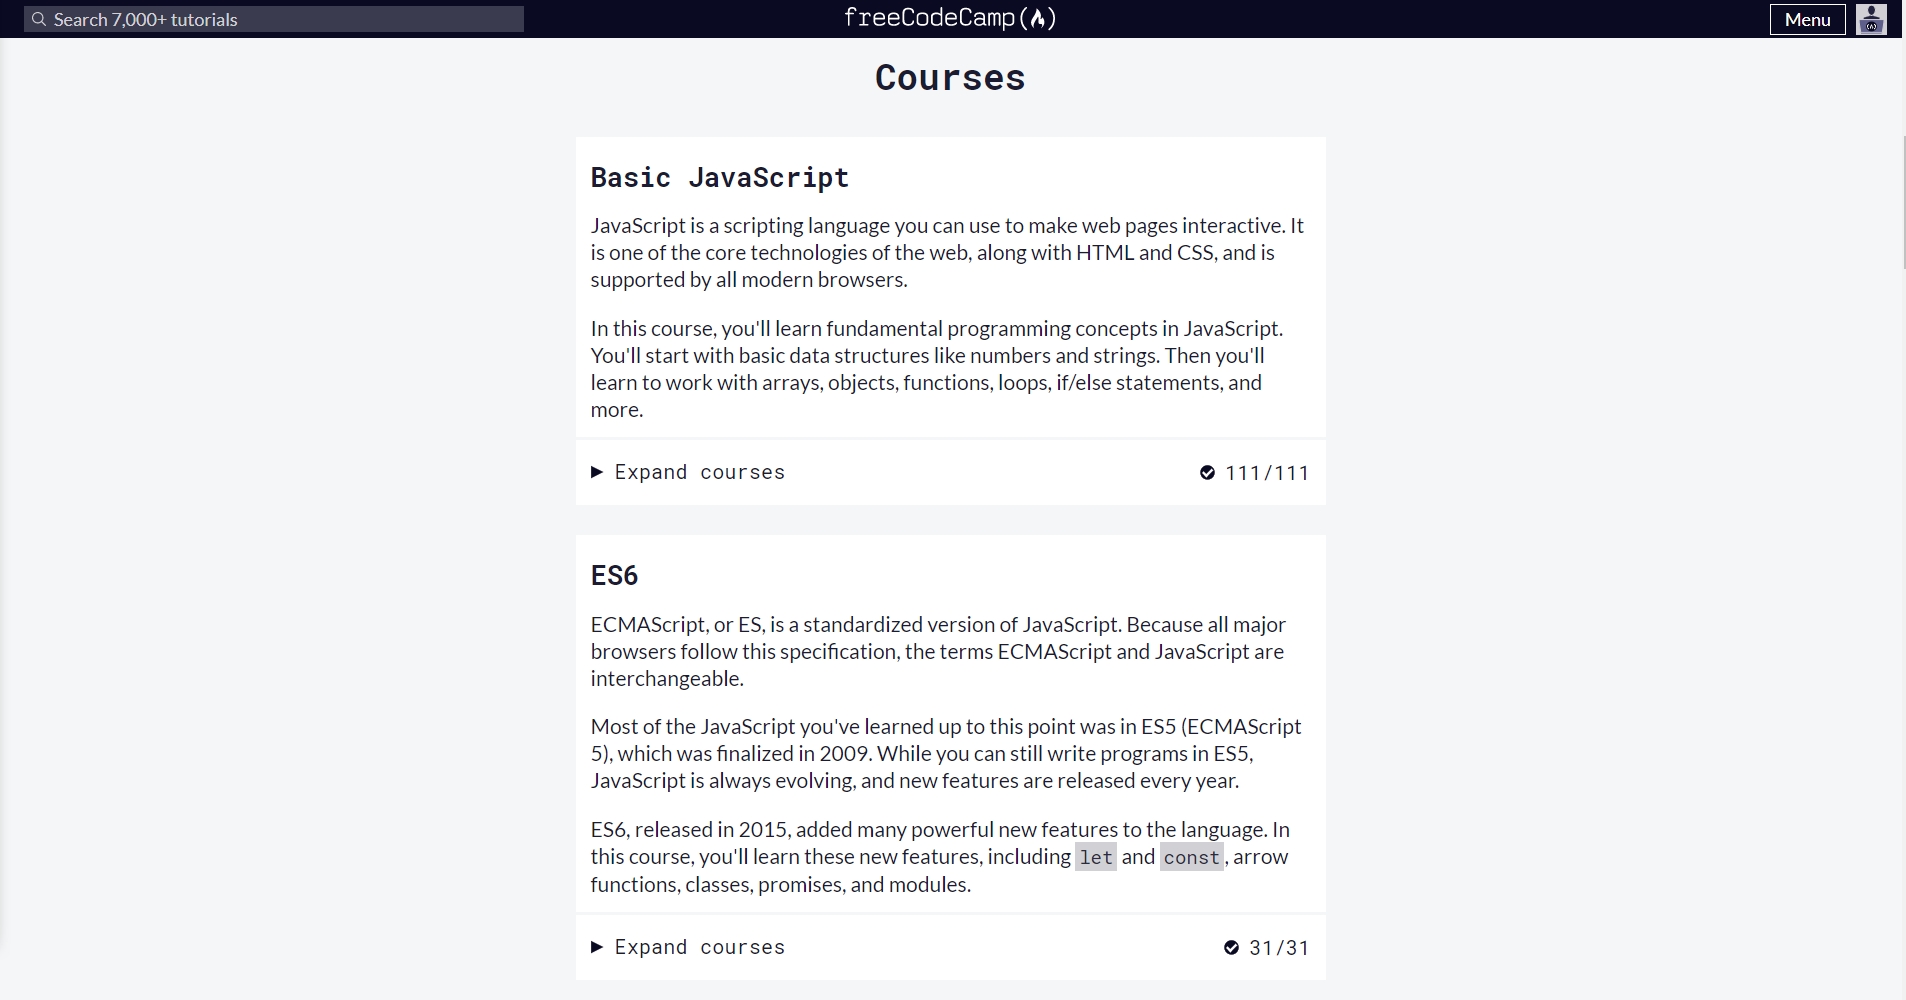 Search 7,000+ tutorials
freeCodeCamp
Menu
Courses
Basic JavaScript
JavaScript is a scripting language you can use to make web pages interactive. It
is one of the core technologies of the web, along with HTML and CSS, and is
supported by all modern browsers.
In this course, you'll learn fundamental programming concepts in JavaScript.
You'll start with basic data structures like numbers and strings. Then you'll
learn to work with arrays, objects, functions, loops, if/else statements, and
more.
Expand courses 111/111
ES6
ECMAScript, or ES, is a standardized version of JavaScript. Because all major
browsers follow this specification, the terms ECMAScript and JavaScript are
interchangeable.
Most of the JavaScript you've learned up to this point was in ES5 (ECMAScript
5), which was finalized in 2009. While you can still write programs in ES5,
JavaScript is always evolving, and new features are released every year.
ES6, released in 2015, added many powerful new features to the language. In
this course, you'll learn these new features, including let and const, arrow
functions, classes, promises, and modules.
Expand courses 31/31